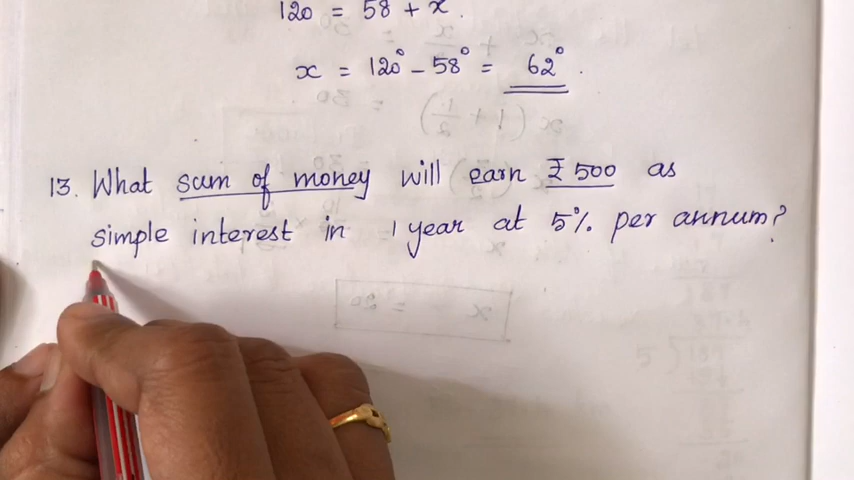 120 = 58 + x.
x = 120° - 58° = 62°.
13. What sum of money will earn ₹ 500 as
simple interest in 1 year at 5% per annum?